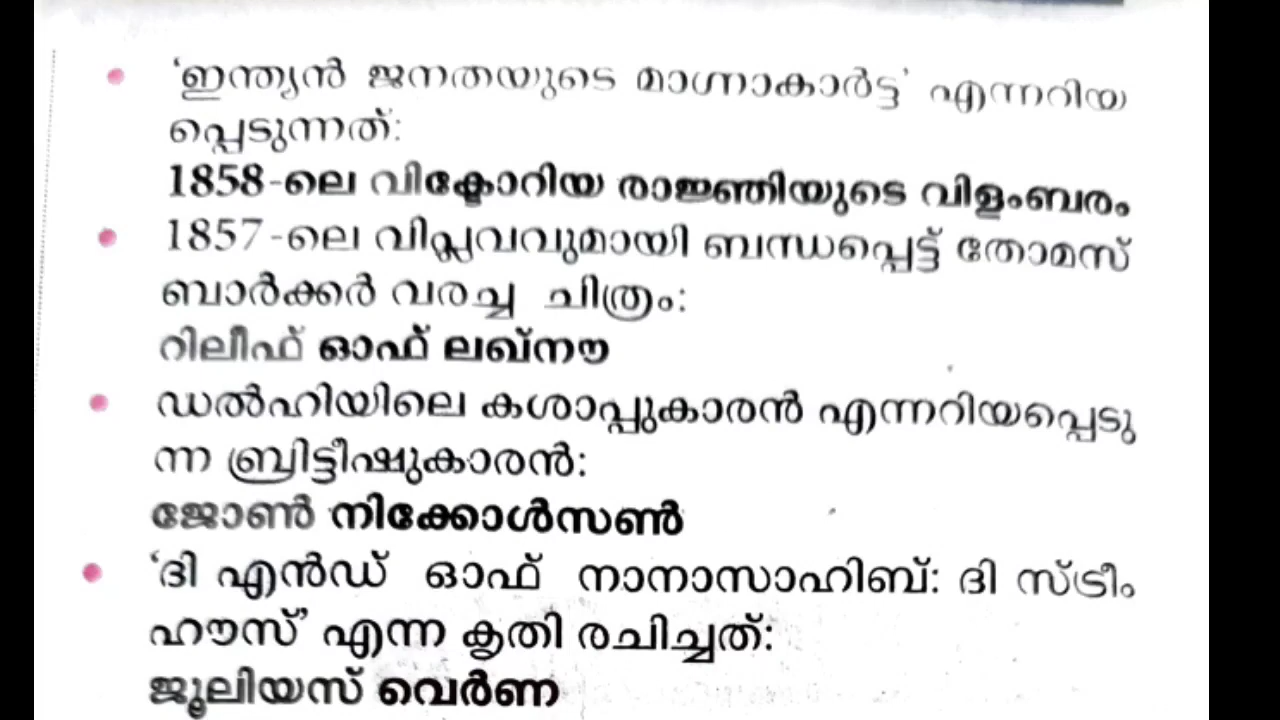 ‘ഇന്ത്യൻ ജനതയുടെ മാഗ്നാകാർട്ട’ എന്നറിയ
പ്പെടുന്നത്:
1858-ലെ വിക്ടോറിയ രാജ്ഞിയുടെ വിളംബരം
1857-ലെ വിപ്ലവവുമായി ബന്ധപ്പെട്ട് തോമസ്
ബാർക്കർ വരച്ച ചിത്രം:
റിലീഫ് ഓഫ് ലഖ്നൗ
ഡൽഹിയിലെ കശാപ്പുകാരൻ എന്നറിയപ്പെടു
ന്ന ബ്രിട്ടീഷുകാരൻ:
ജോൺ നിക്കോൾസൺ
‘ദി എൻഡ് ഓഫ് നാനാസാഹിബ്: ദി സ്ട്രീം
ഹൗസ്’ എന്ന കൃതി രചിച്ചത്:
ജൂലിയസ് വെർണ